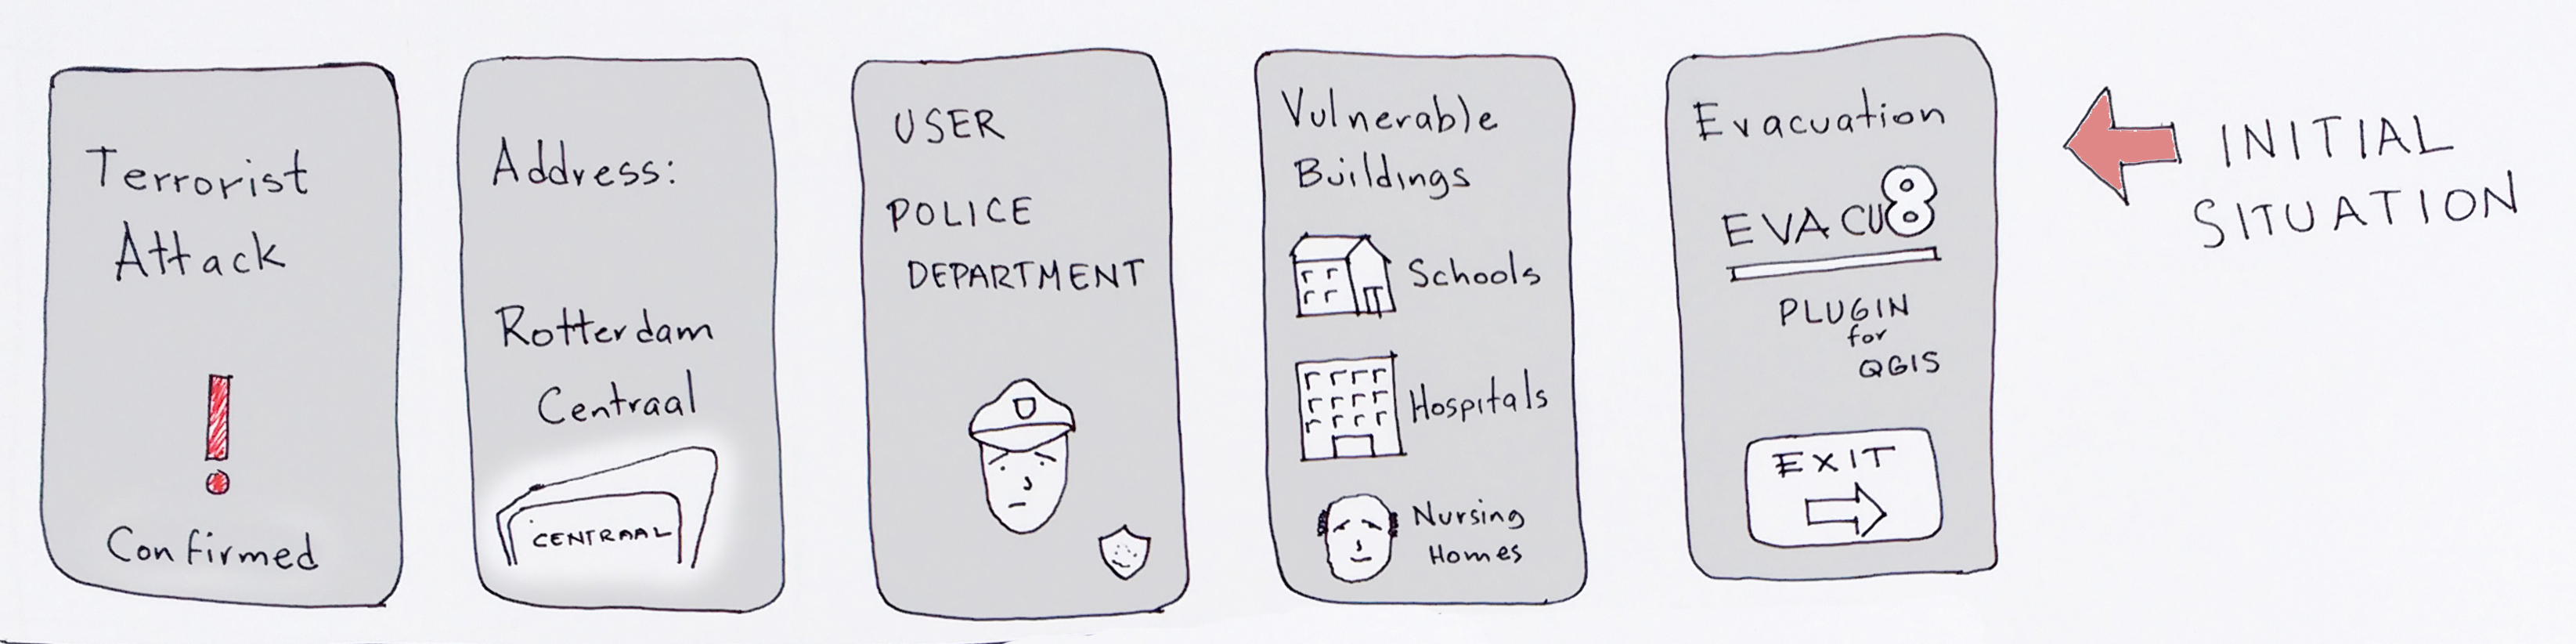 Terrorist
Attack
!
Confirmed
Address:
Rotterdam
Centraal
CENTRAAL
USER
POLICE
DEPARTMENT
Vulnerable
Buildings
Schools
Hospitals
Nursing
Homes
Evacuation
EVACU8
PLUGIN
for
QGIS
EXIT
INITIAL
SITUATION